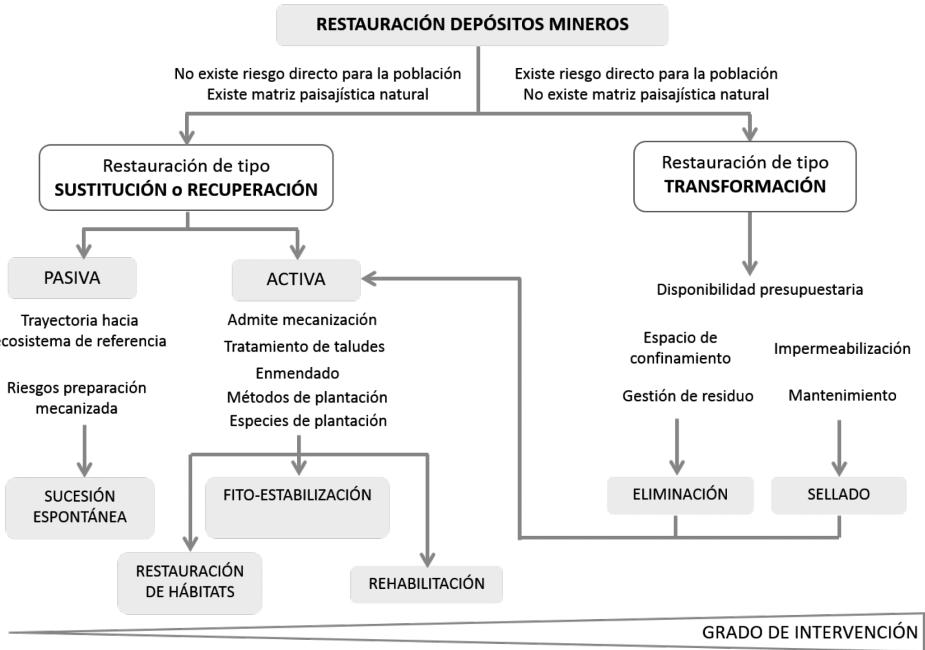 RESTAURACIÓN DEPÓSITOS MINEROS
No existe riesgo directo para la población
Existe matriz paisajística natural
Existe riesgo directo para la población
No existe matriz paisajística natural
Restauración de tipo
SUSTITUCIÓN o RECUPERACIÓN
Restauración de tipo
TRANSFORMACIÓN
PASIVA
ACTIVA
Trayectoria hacia
ecosistema de referencia
Riesgos preparación
mecanizada
Admite mecanización
Tratamiento de taludes
Enmendado
Métodos de plantación
Especies de plantación
Disponibilidad presupuestaria
Espacio de
confinamiento
Gestión de residuo
Impermeabilización
Mantenimiento
SUCESIÓN
ESPONTÁNEA
FITO-ESTABILIZACIÓN
ELIMINACIÓN
SELLADO
RESTAURACIÓN
DE HÁBITATS
REHABILITACIÓN
GRADO DE INTERVENCIÓN